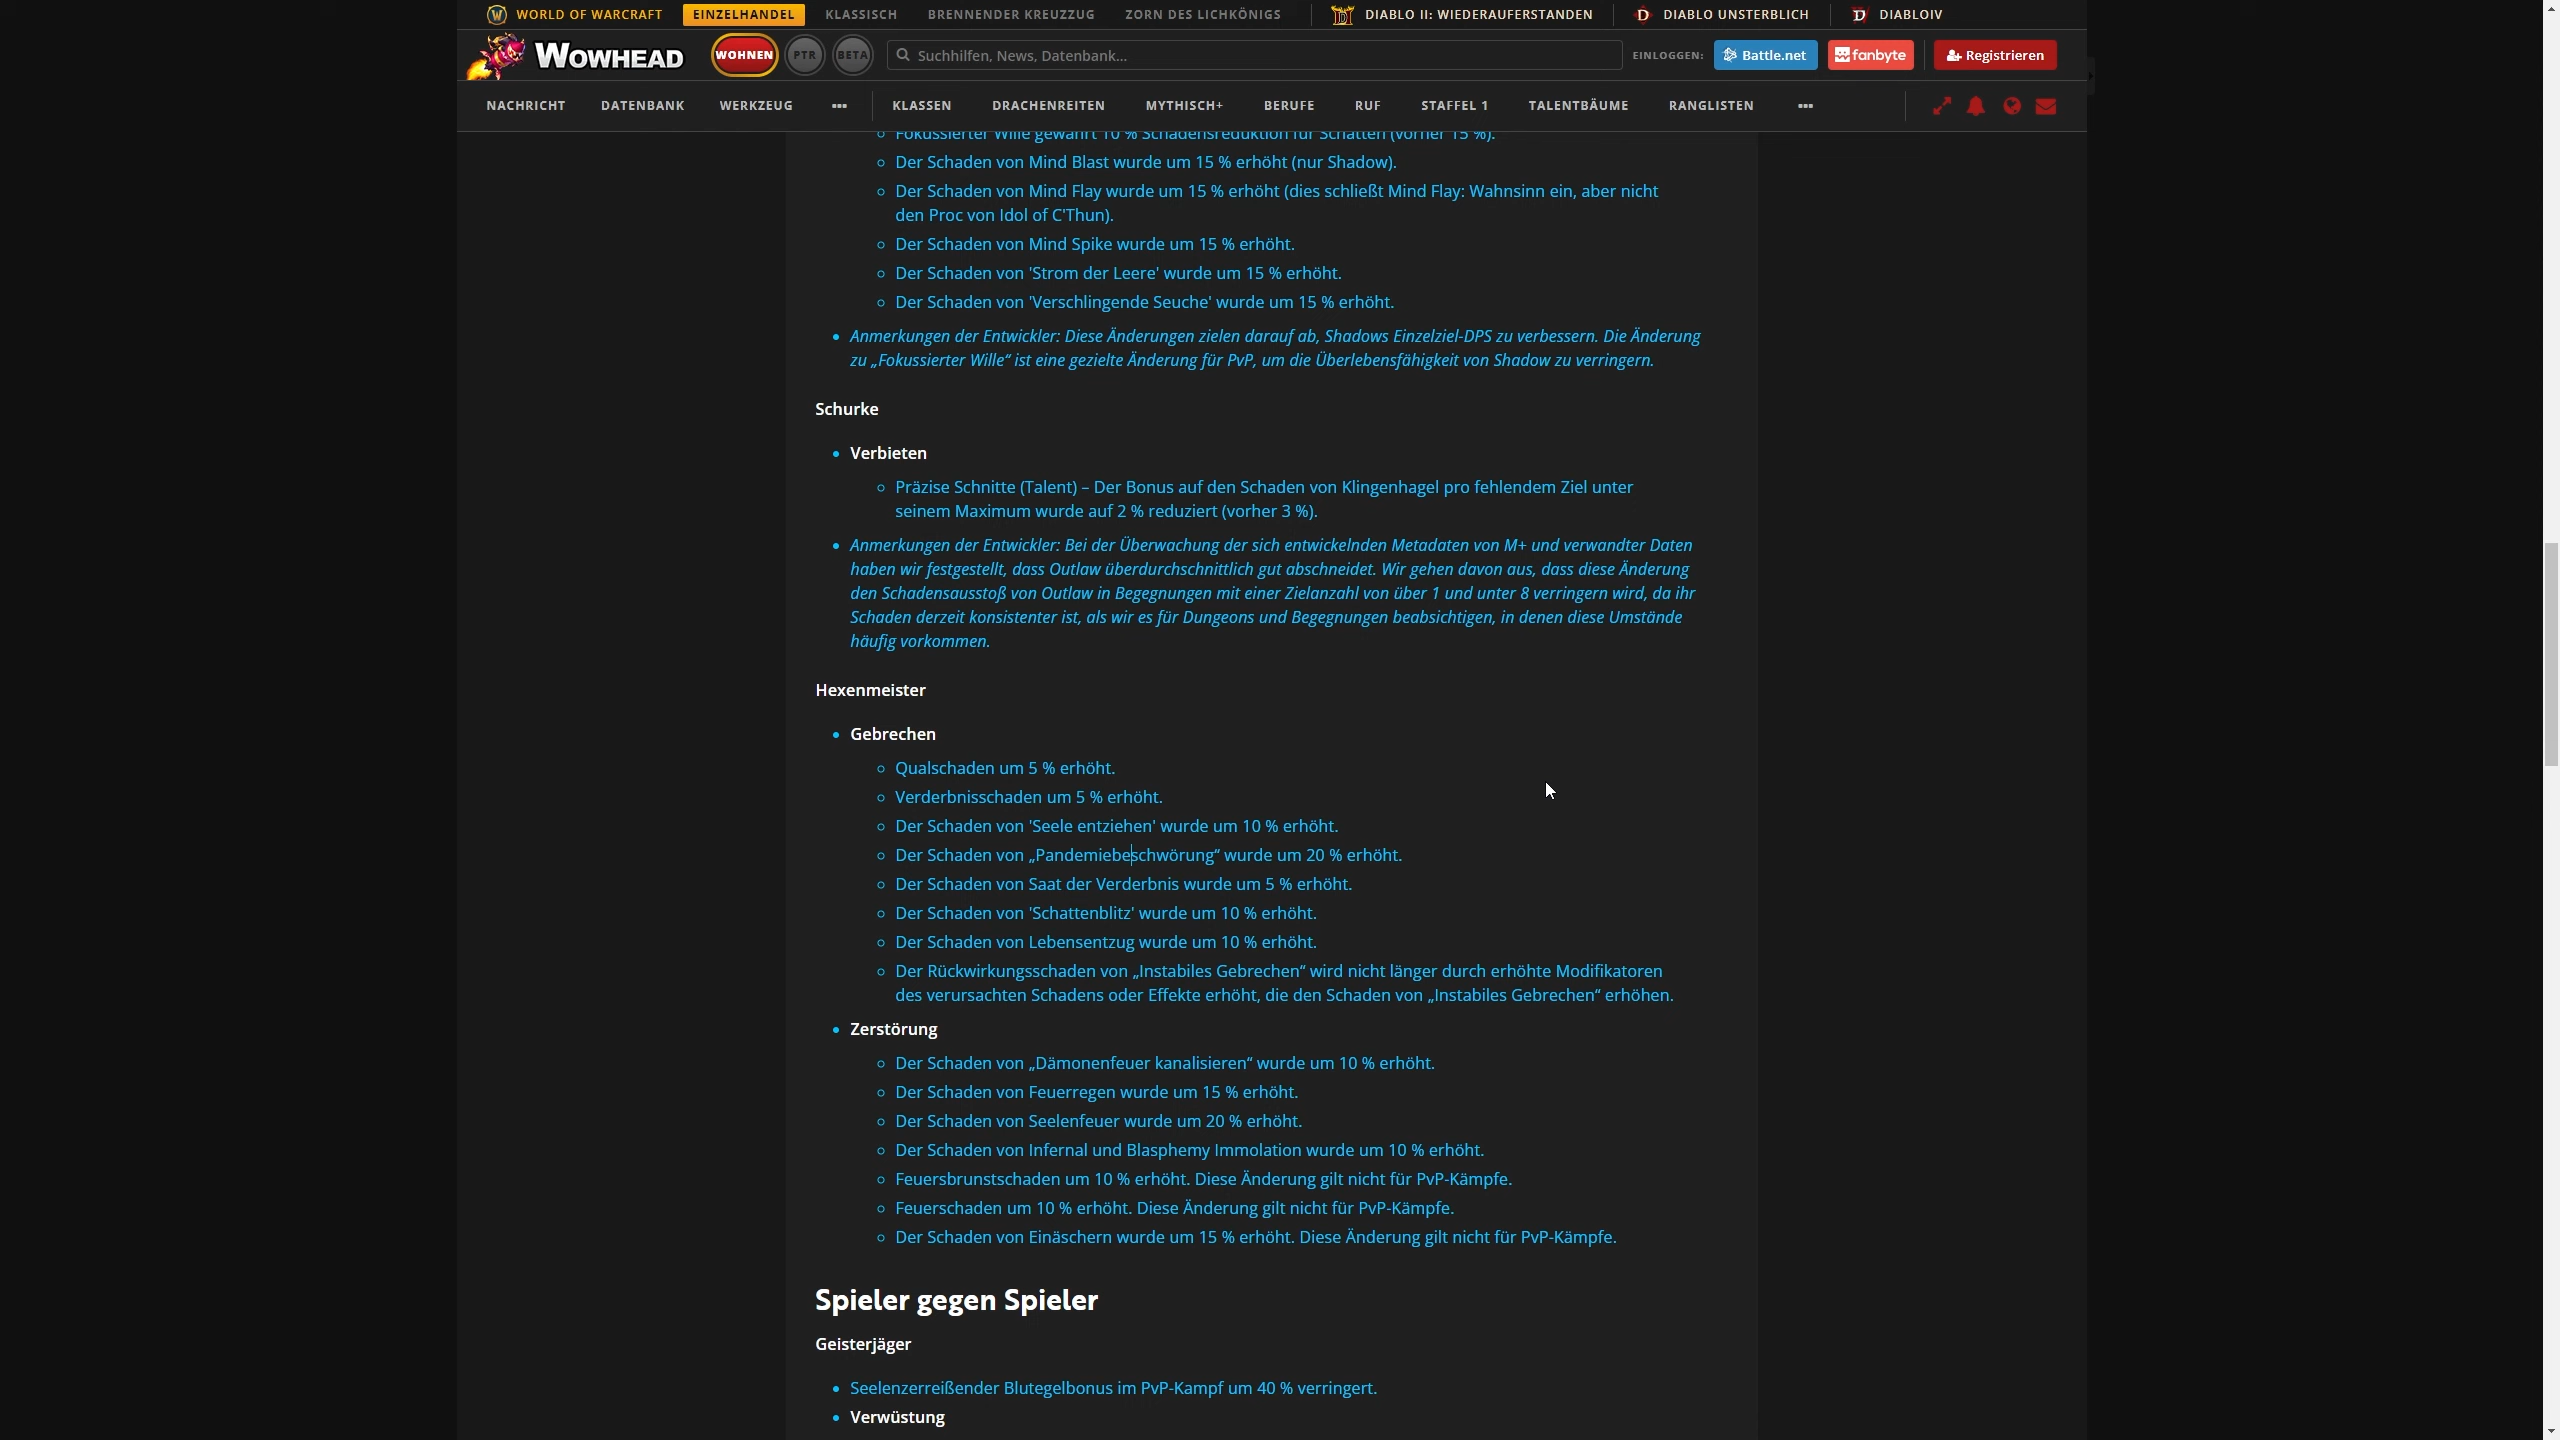 WORLD OF WARCRAFT EINZELHANDEL KLASSISCH BRENNENDER KREUZZUG ZORN DES LICHKÖNIGS DIABLO II: WIEDERAUFERSTANDEN DIABLO UNSTERBLICH DIABLOIV
WOWHEAD WOHNEN PTR BETA Suchhilfen, News, Datenbank... EINLOGGEN: Battle.net fanbyte Registrieren
NACHRICHT DATENBANK WERKZEUG ••• KLASSEN DRACHENREITEN MYTHISCH+ BERUFE RUF STAFFEL 1 TALENTBÄUME RANGLISTEN •••
Fokussierter Wille gewährt 10 % Schadensreduktion für Schatten (vorher 15 %).
Der Schaden von Mind Blast wurde um 15 % erhöht (nur Shadow).
Der Schaden von Mind Flay wurde um 15 % erhöht (dies schließt Mind Flay: Wahnsinn ein, aber nicht
den Proc von Idol of C'Thun).
Der Schaden von Mind Spike wurde um 15 % erhöht.
Der Schaden von 'Strom der Leere' wurde um 15 % erhöht.
Der Schaden von 'Verschlingende Seuche' wurde um 15 % erhöht.
Anmerkungen der Entwickler: Diese Änderungen zielen darauf ab, Shadows Einzelziel-DPS zu verbessern. Die Änderung
zu „Fokussierter Wille“ ist eine gezielte Änderung für PvP, um die Überlebensfähigkeit von Shadow zu verringern.
Schurke
Verbieten
Präzise Schnitte (Talent) – Der Bonus auf den Schaden von Klingenhagel pro fehlendem Ziel unter
seinem Maximum wurde auf 2 % reduziert (vorher 3 %).
Anmerkungen der Entwickler: Bei der Überwachung der sich entwickelnden Metadaten von M+ und verwandter Daten
haben wir festgestellt, dass Outlaw überdurchschnittlich gut abschneidet. Wir gehen davon aus, dass diese Änderung
den Schadensausstoß von Outlaw in Begegnungen mit einer Zielanzahl von über 1 und unter 8 verringern wird, da ihr
Schaden derzeit konsistenter ist, als wir es für Dungeons und Begegnungen beabsichtigen, in denen diese Umstände
häufig vorkommen.
Hexenmeister
Gebrechen
Qualschaden um 5 % erhöht.
Verderbnisschaden um 5 % erhöht.
Der Schaden von 'Seele entziehen' wurde um 10 % erhöht.
Der Schaden von „Pandemiebeschwörung“ wurde um 20 % erhöht.
Der Schaden von Saat der Verderbnis wurde um 5 % erhöht.
Der Schaden von 'Schattenblitz' wurde um 10 % erhöht.
Der Schaden von Lebensentzug wurde um 10 % erhöht.
Der Rückwirkungsschaden von „Instabiles Gebrechen“ wird nicht länger durch erhöhte Modifikatoren
des verursachten Schadens oder Effekte erhöht, die den Schaden von „Instabiles Gebrechen“ erhöhen.
Zerstörung
Der Schaden von „Dämonenfeuer kanalisieren“ wurde um 10 % erhöht.
Der Schaden von Feuerregen wurde um 15 % erhöht.
Der Schaden von Seelenfeuer wurde um 20 % erhöht.
Der Schaden von Infernal und Blasphemy Immolation wurde um 10 % erhöht.
Feuersbrunstschaden um 10 % erhöht. Diese Änderung gilt nicht für PvP-Kämpfe.
Feuerschaden um 10 % erhöht. Diese Änderung gilt nicht für PvP-Kämpfe.
Der Schaden von Einäschern wurde um 15 % erhöht. Diese Änderung gilt nicht für PvP-Kämpfe.
Spieler gegen Spieler
Geisterjäger
Seelenzerreißender Blutegelbonus im PvP-Kampf um 40 % verringert.
Verwüstung